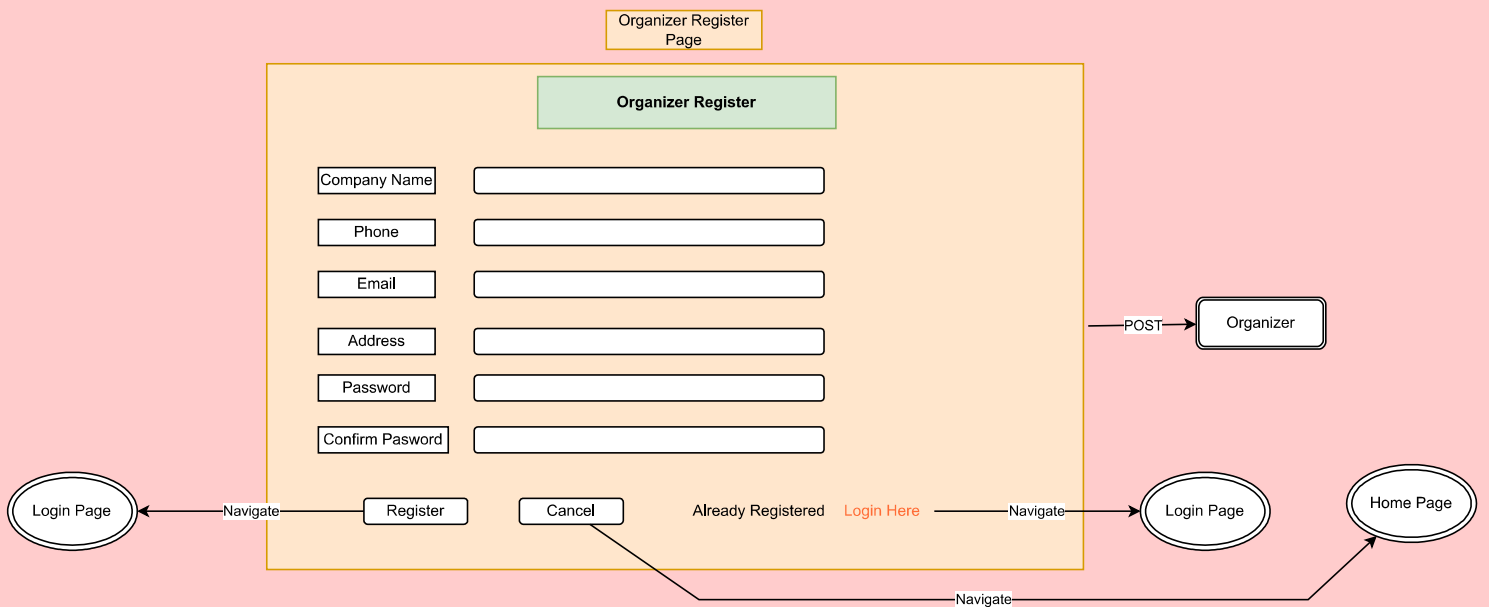 Organizer Register
Page
Organizer Register
Company Name
Phone
Email
Address
Password
Confirm Pasword
POST
Organizer
Login Page
Navigate
Register
Cancel
Already Registered
Login Here
Navigate
Login Page
Home Page
Navigate